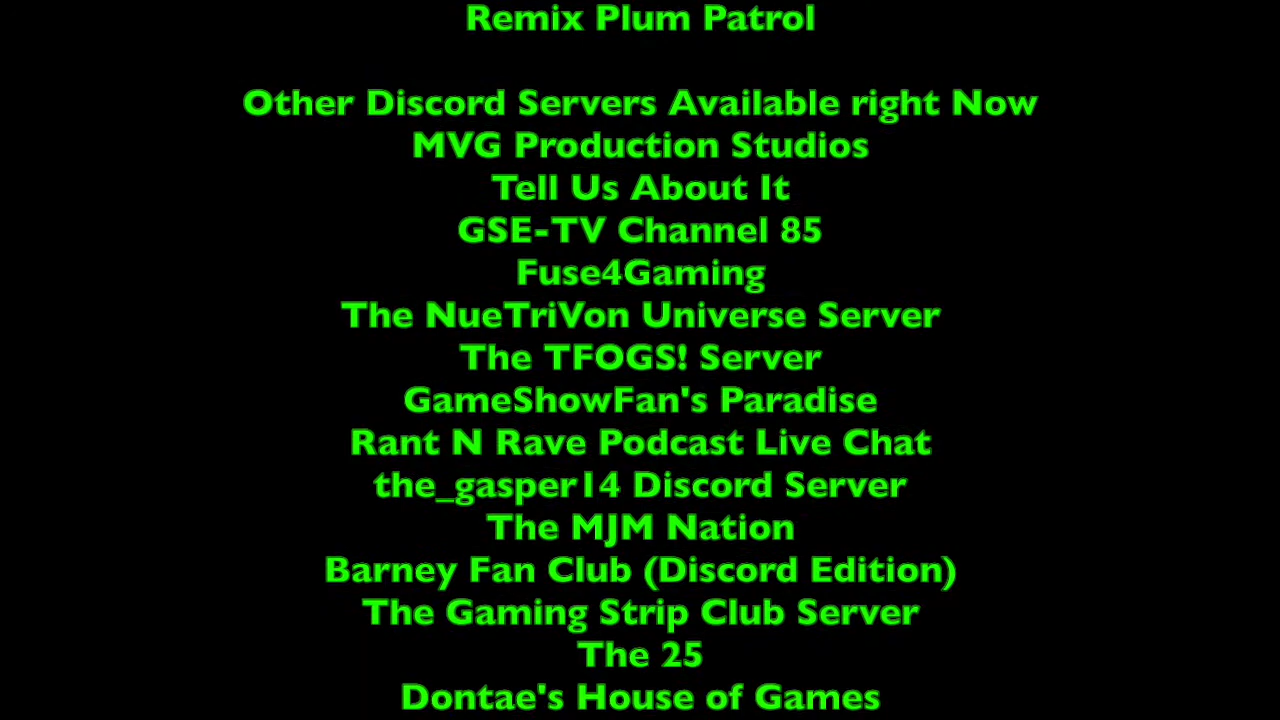 Remix Plum Patrol
Other Discord Servers Available right Now
MVG Production Studios
Tell Us About It
GSE-TV Channel 85
Fuse4Gaming
The NueTriVon Universe Server
The TFOGS! Server
GameShowFan's Paradise
Rant N Rave Podcast Live Chat
the_gasper14 Discord Server
The MJM Nation
Barney Fan Club (Discord Edition)
The Gaming Strip Club Server
The 25
Dontae's House of Games